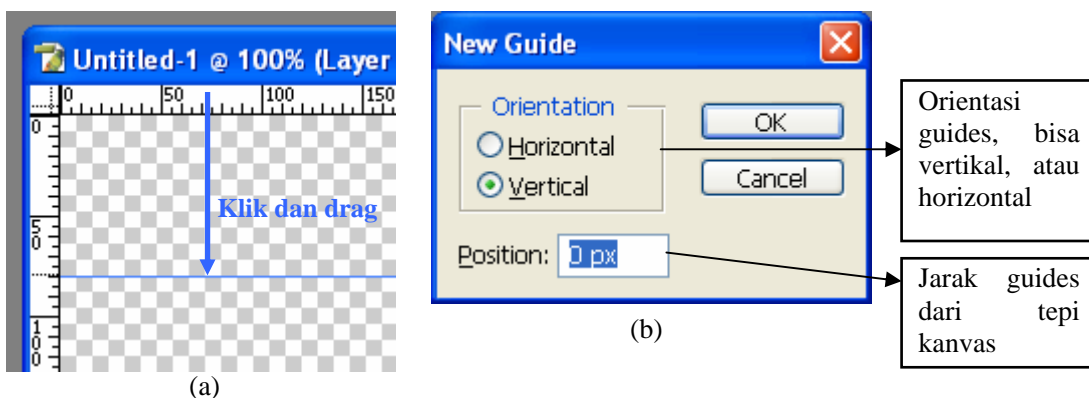 Untitled-1 @ 100% (Layer
0 50 100 150
0
50
100
Klik dan drag
(a)
New Guide
Orientation
Horizontal
Vertical
OK
Cancel
Position: 0 px
(b)
Orientasi
guides, bisa
vertikal, atau
horizontal
Jarak guides
dari tepi
kanvas